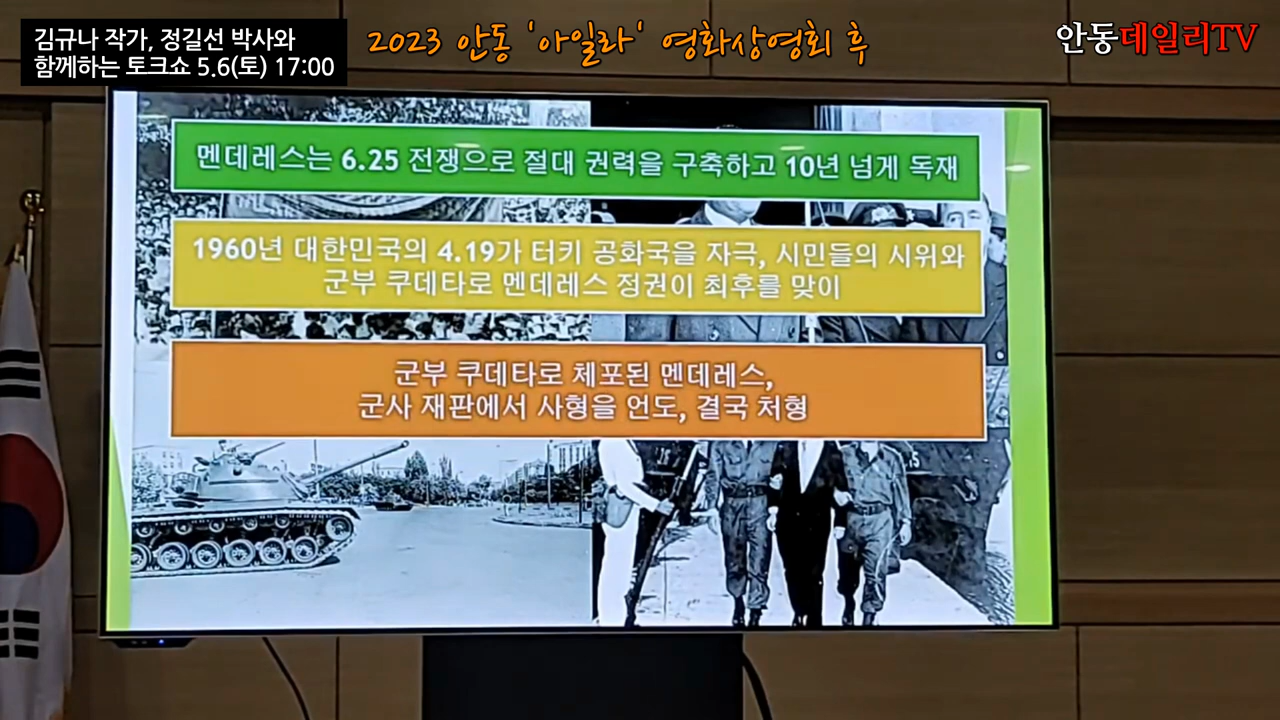 김규나 작가, 정길선 박사와
함께하는 토크쇼 5.6(토) 17:00
2023 안동 '아일라' 영화상영회 후
안동데일리TV
멘데레스는 6.25 전쟁으로 절대 권력을 구축하고 10년 넘게 독재
1960년 대한민국의 4.19가 터키 공화국을 자극, 시민들의 시위와
군부 쿠데타로 멘데레스 정권이 최후를 맞이
군부 쿠데타로 체포된 멘데레스,
군사 재판에서 사형을 언도, 결국 처형